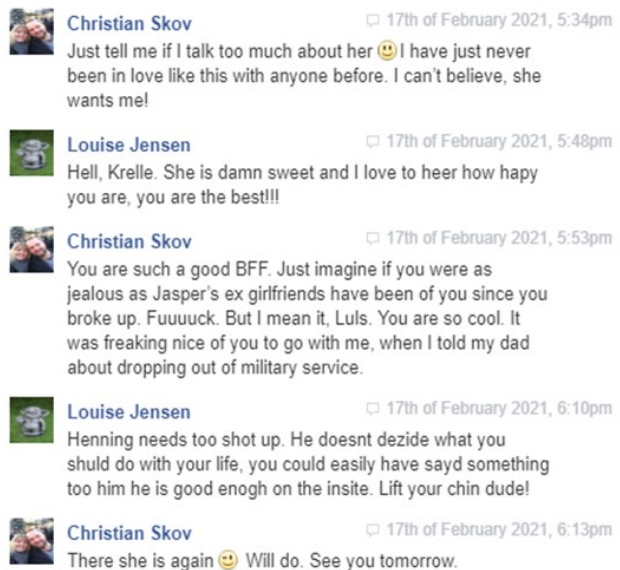 Christian Skov 17th of February 2021, 5:34pm
Just tell me if I talk too much about her 🙂 I have just never
been in love like this with anyone before. I can't believe, she
wants me!
Louise Jensen 17th of February 2021, 5:48pm
Hell, Krelle. She is damn sweet and I love to heer how hapy
you are, you are the best!!!
Christian Skov 17th of February 2021, 5:53pm
You are such a good BFF. Just imagine if you were as
jealous as Jasper's ex girlfriends have been of you since you
broke up. Fuuuuck. But I mean it, Luls. You are so cool. It
was freaking nice of you to go with me, when I told my dad
about dropping out of military service.
Louise Jensen 17th of February 2021, 6:10pm
Henning needs too shot up. He doesnt dezide what you
shuld do with your life, you could easily have sayd something
too him he is good enogh on the insite. Lift your chin dude!
Christian Skov 17th of February 2021, 6:13pm
There she is again 🙂 Will do. See you tomorrow.